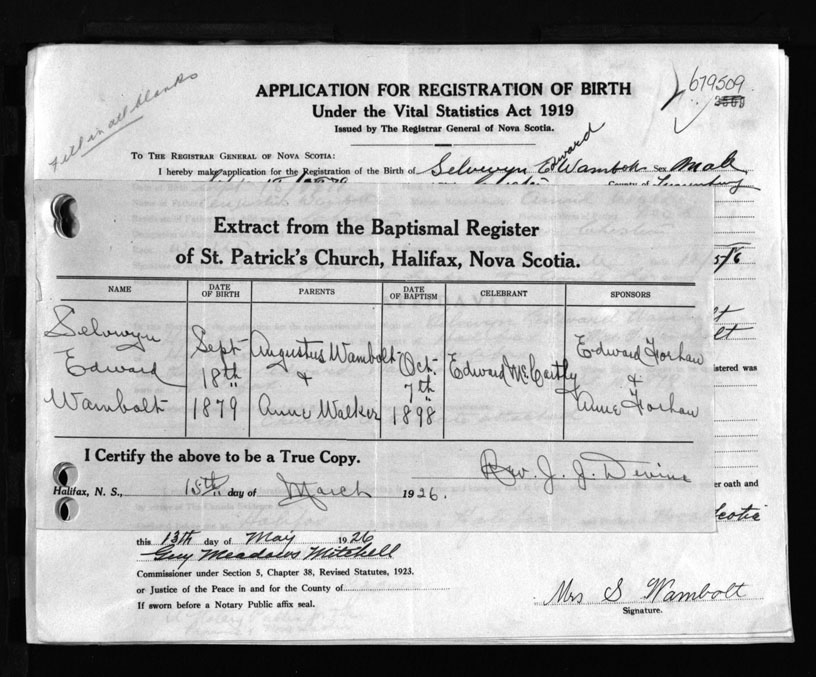 Fill in all blanks
APPLICATION FOR REGISTRATION OF BIRTH
Under the Vital Statistics Act 1919
Issued by The Registrar General of Nova Scotia.
679509
TO THE REGISTRAR GENERAL OF NOVA SCOTIA:
I hereby make application for the Registration of the Birth of Selvwyn Edward Wambolt Sex Male
County of Lunenburg
Extract from the Baptismal Register
of St. Patrick's Church, Halifax, Nova Scotia.
NAME DATE OF BIRTH PARENTS DATE OF BAPTISM CELEBRANT SPONSORS
Selvwyn Sept Augustus Wambolt Oct. Edward McCarthy Edward Forhan
Edward 18th & 7th &
Wambolt 1879 Anne Walker 1898 Anne Forhan
I Certify the above to be a True Copy.
Rev. J. J. Devine
Halifax, N. S., 15th day of March 1926.
istered was
er oath and
Scotia
this 13th day of May 1926
Guy Meadows Mitchell
Commissioner under Section 5, Chapter 38, Revised Statutes, 1923.
or Justice of the Peace in and for the County of
If sworn before a Notary Public affix seal.
Mrs S Wambolt
Signature.